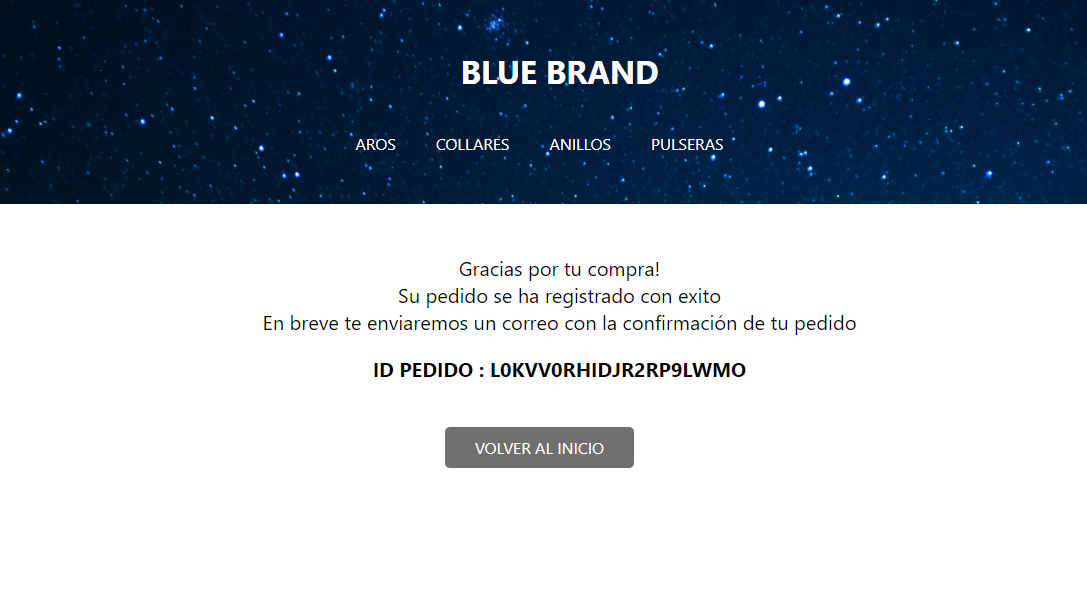 BLUE BRAND
AROS COLLARES ANILLOS PULSERAS
Gracias por tu compra!
Su pedido se ha registrado con exito
En breve te enviaremos un correo con la confirmación de tu pedido
ID PEDIDO : L0KVV0RHIDJR2RP9LWMO
VOLVER AL INICIO